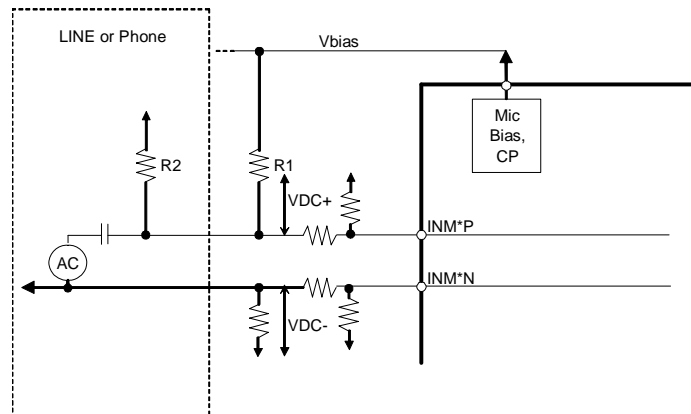 LINE or Phone
Vbias
Mic
Bias,
CP
R2
R1
VDC+
INM*P
AC
INM*N
VDC-